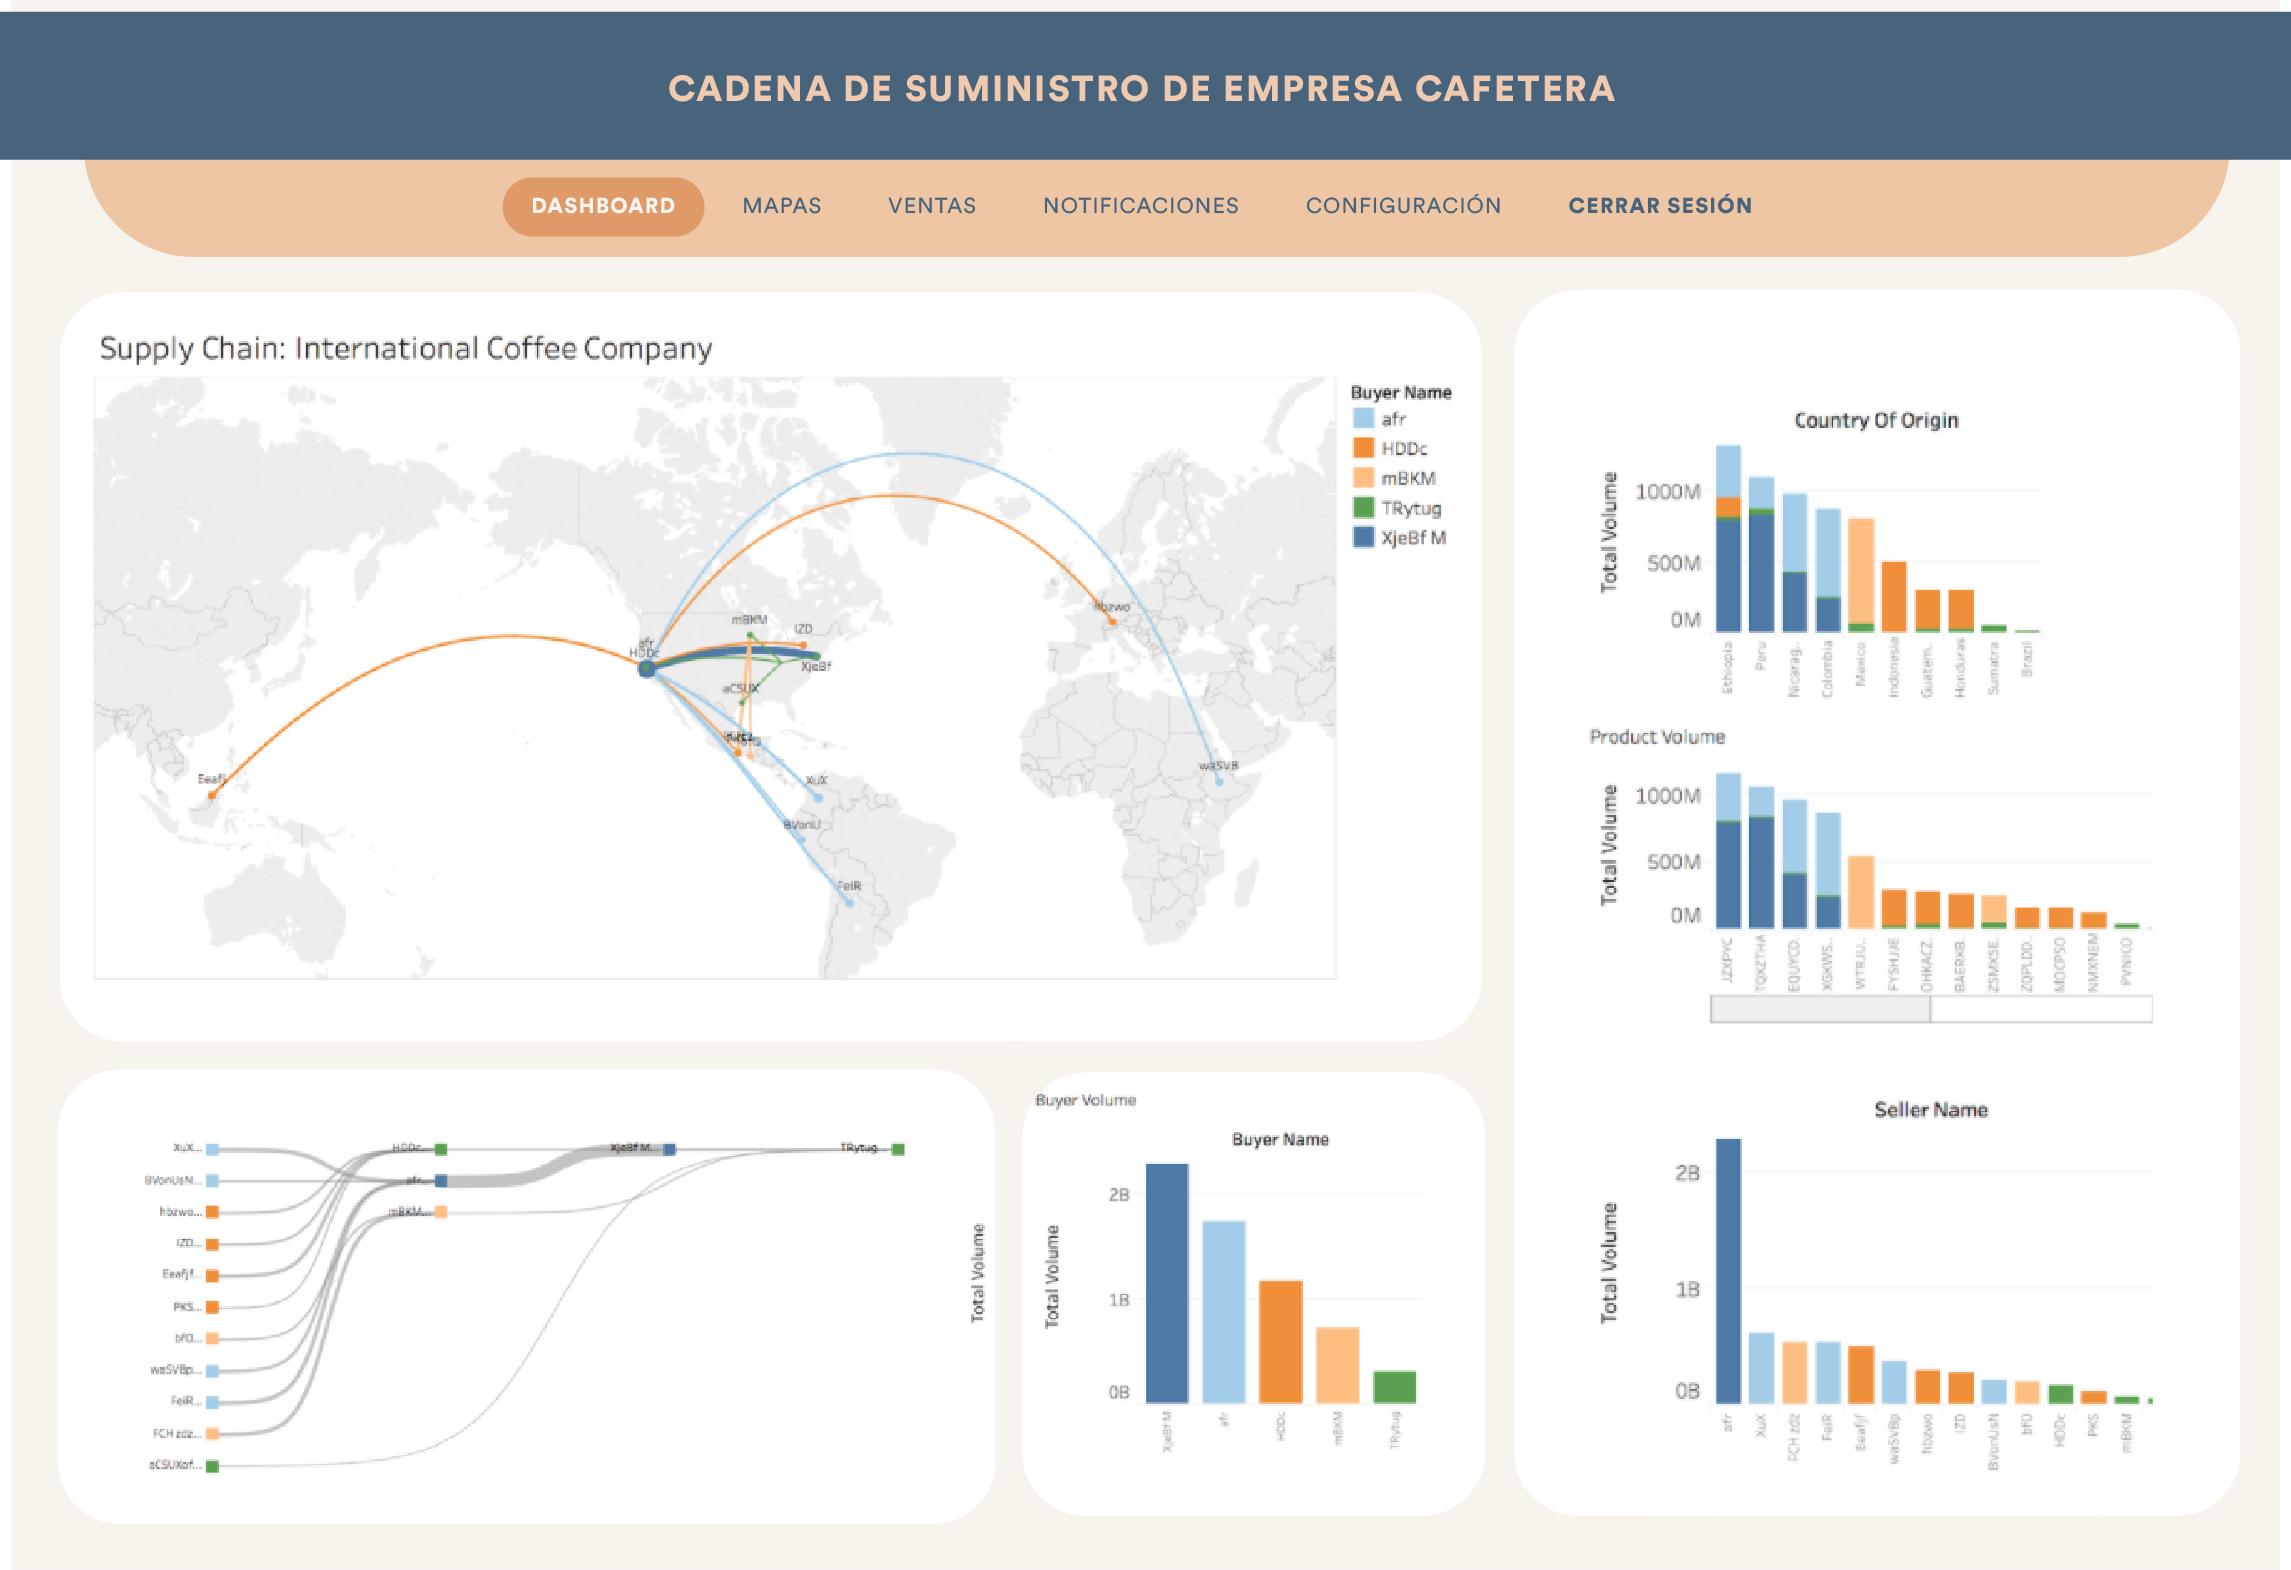 CADENA DE SUMINISTRO DE EMPRESA CAFETERA
DASHBOARD MAPAS VENTAS NOTIFICACIONES CONFIGURACIÓN CERRAR SESIÓN
Supply Chain: International Coffee Company
Buyer Name
afr
HDDc
mBKM
TRytug
XjeBf M
mBKM
IZD
afr
HDDc
XjeBf
aCSUX
hbzwo
waSVB
Eeafj
XuX
BVonU
FeiR
Country Of Origin
Total Volume
1000M
500M
0M
Ethiopia
Peru
Nicarag..
Colombia
Mexico
Indonesia
Guatem..
Honduras
Sumatra
Brazil
Product Volume
Total Volume
1000M
500M
0M
JZXPYC
TQXZTHA
EQUYCD..
XGKWS..
WTRJU..
FYSHJJE
OHKACZ..
BAERKB..
ZSMXSE..
ZQPLDD..
MOCPSO
NMXNEM
PVNICO
XuX...
BVonUsN...
hbzwo...
IZD...
Eeafjf...
PKS...
bfO...
waSVBp...
FeiR...
FCH zdz...
aCSUXaf...
HDDc...
afr...
mBKM...
XjeBf M...
TRytug...
Total Volume
Buyer Volume
Buyer Name
Total Volume
2B
1B
0B
XjeBf M
afr
HDDc
mBKM
TRytug
Seller Name
Total Volume
2B
1B
0B
afr
XuX
FCH zdz
FeiR
Eeafjf
waSVBp
hbzwo
IZD
BVonUsN
bfO
HDDc
PKS
mBKM